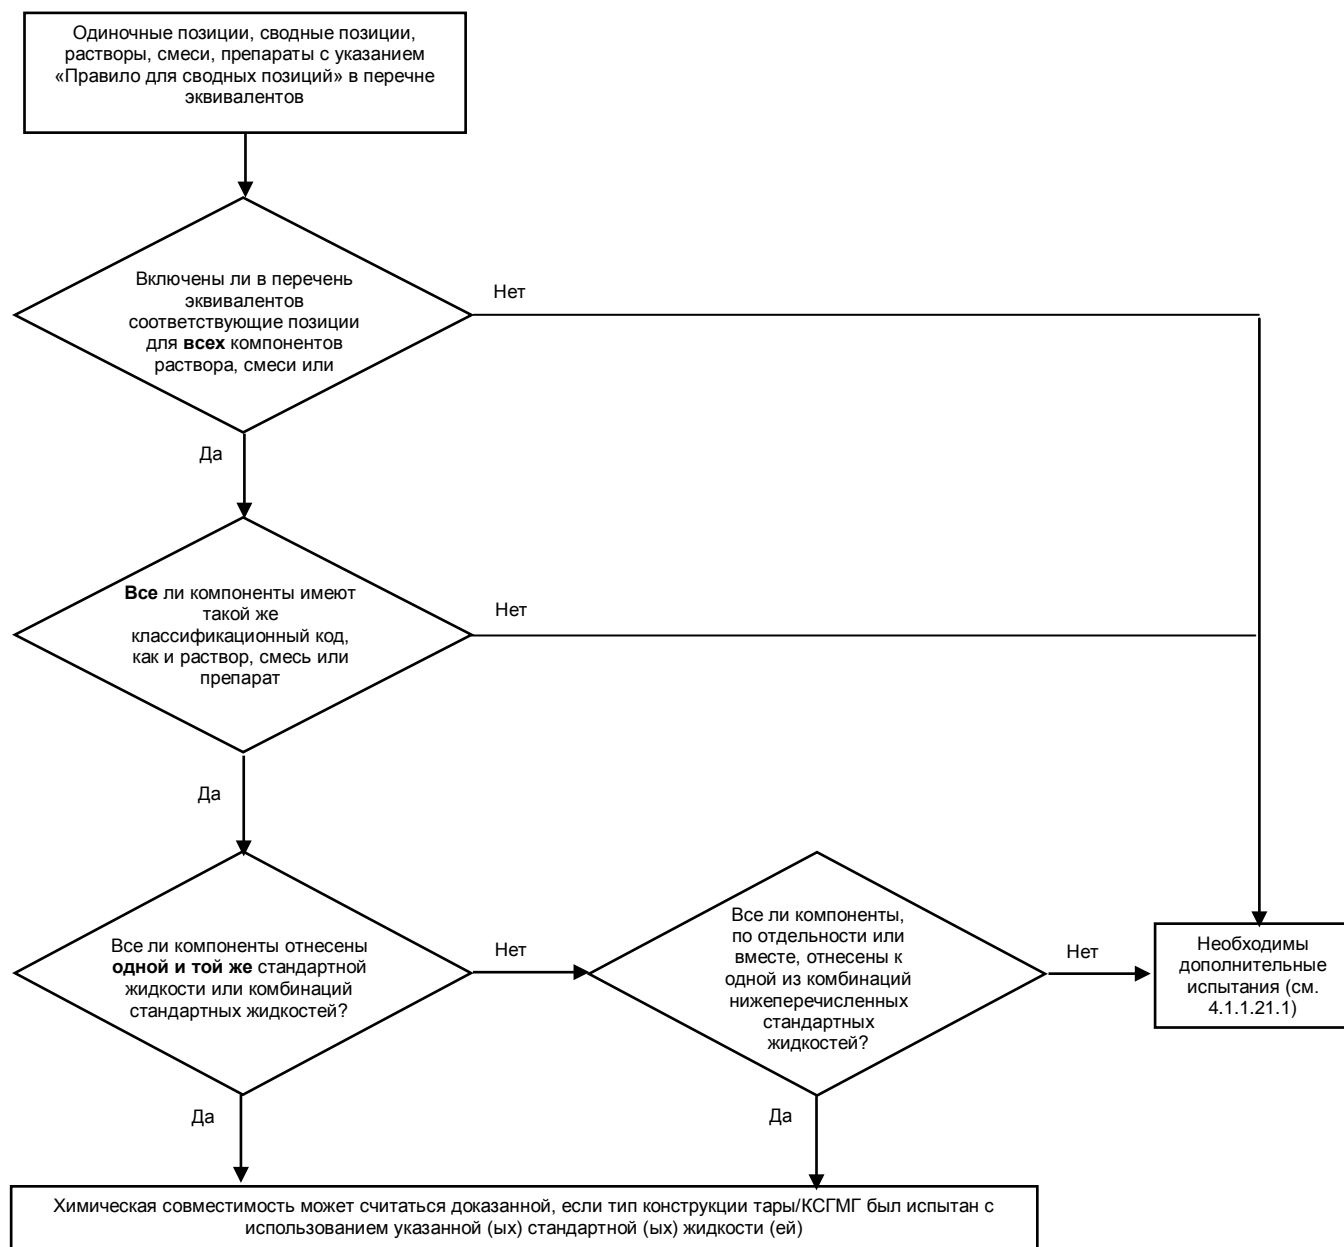 Одиночные позиции, сводные позиции,
растворы, смеси, препараты с указанием
«Правило для сводных позиций» в перечне
эквивалентов
Включены ли в перечень
эквивалентов
соответствующие позиции
для всех компонентов
раствора, смеси или
Нет
Да
Все ли компоненты имеют
такой же
классификационный код,
как и раствор, смесь или
препарат
Нет
Да
Все ли компоненты отнесены
одной и той же стандартной
жидкости или комбинаций
стандартных жидкостей?
Нет
Все ли компоненты,
по отдельности или
вместе, отнесены к
одной из комбинаций
нижеперечисленных
стандартных
жидкостей?
Нет
Необходимы
дополнительные
испытания (см.
4.1.1.21.1)
Да
Да
Химическая совместимость может считаться доказанной, если тип конструкции тары/КСГМГ был испытан с
использованием указанной (ых) стандартной (ых) жидкости (ей)